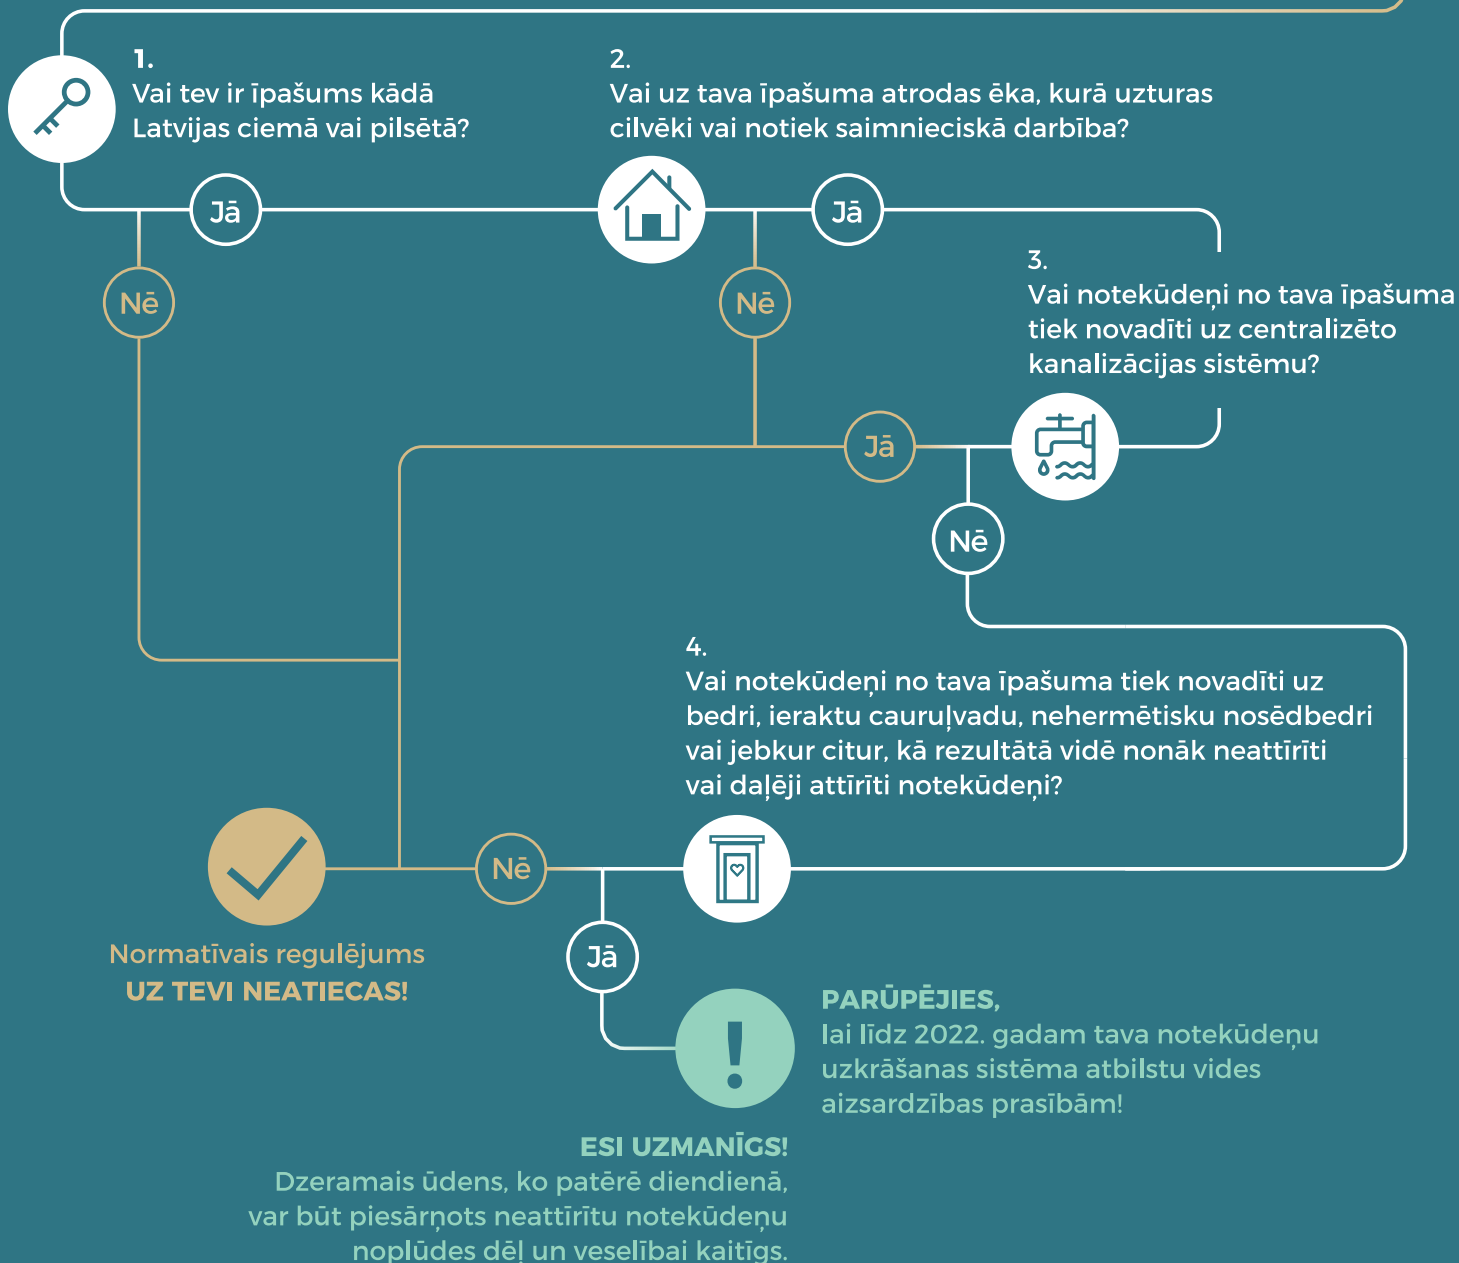 1.
Vai tev ir īpašums kādā
Latvijas ciemā vai pilsētā?
2.
Vai uz tava īpašuma atrodas ēka, kurā uzturas
cilvēki vai notiek saimnieciskā darbība?
Jā
Jā
Nē
Nē
3.
Vai notekūdeņi no tava īpašuma
tiek novadīti uz centralizēto
kanalizācijas sistēmu?
Jā
Nē
4.
Vai notekūdeņi no tava īpašuma tiek novadīti uz
bedri, ieraktu cauruļvadu, nehermētisku nosēdbedri
vai jebkur citur, kā rezultātā vidē nonāk neattīrīti
vai daļēji attīrīti notekūdeņi?
Nē
Jā
Normatīvais regulējums
UZ TEVI NEATIECAS!
!
PARŪPĒJIES,
lai līdz 2022. gadam tava notekūdeņu
uzkrāšanas sistēma atbilstu vides
aizsardzības prasībām!
ESI UZMANĪGS!
Dzeramais ūdens, ko patērē diendienā,
var būt piesārņots neattīrītu notekūdeņu
noplūdes dēļ un veselībai kaitīgs.